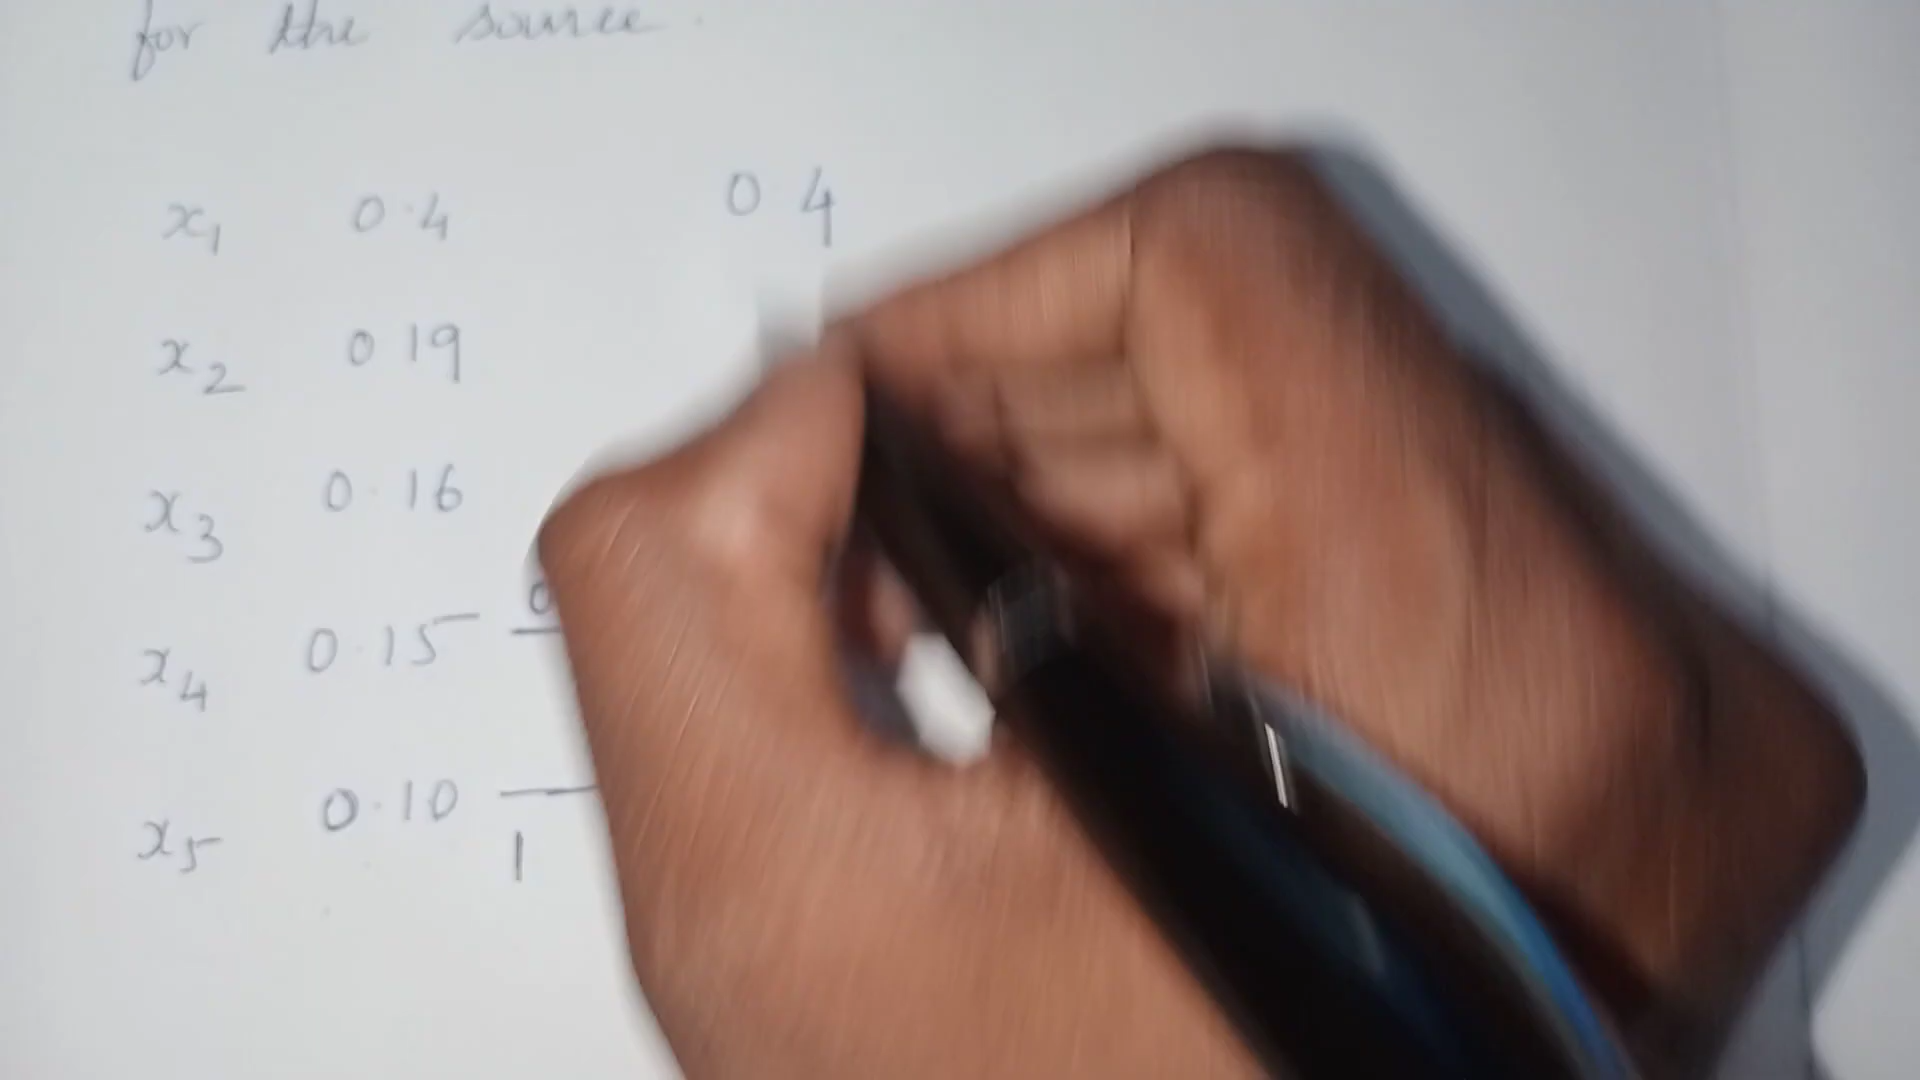 for the source.
x1 0.4 0 4
x2 0 19
x3 0.16
x4 0.15 0
x5 0.10
1